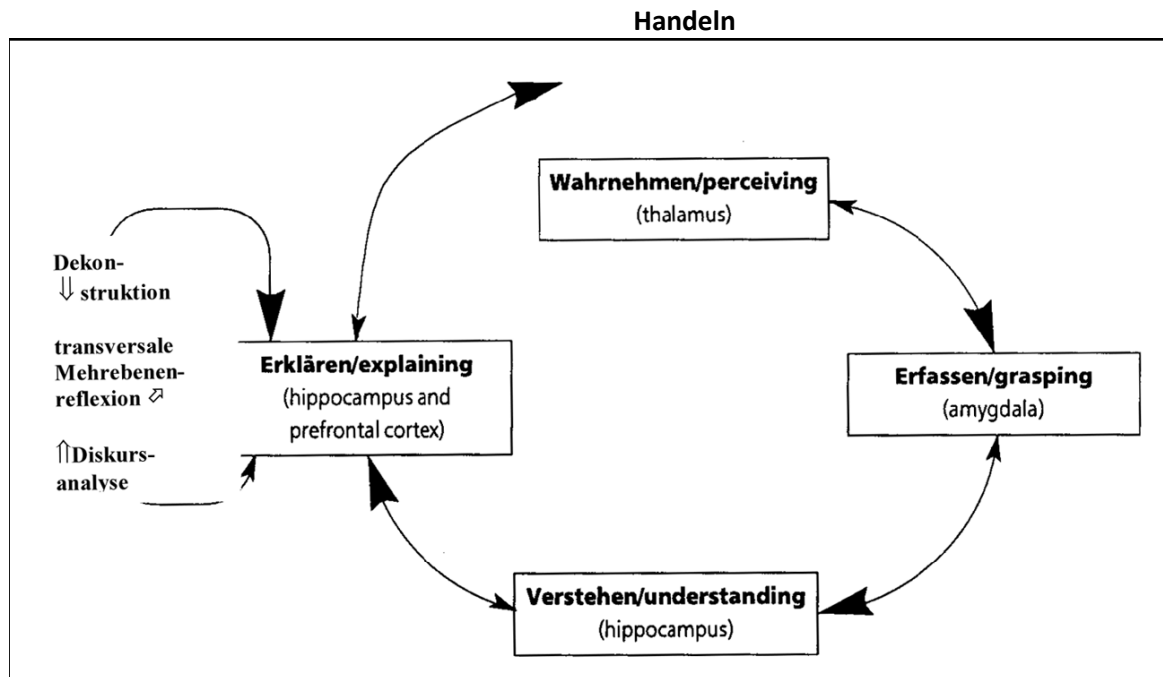 Handeln
Wahrnehmen/perceiving
(thalamus)
Dekon-
⇓ struktion
transversale
Mehrebenen-
reflexion ⇗
⇑Diskurs-
analyse
Erklären/explaining
(hippocampus and
prefrontal cortex)
Erfassen/grasping
(amygdala)
Verstehen/understanding
(hippocampus)